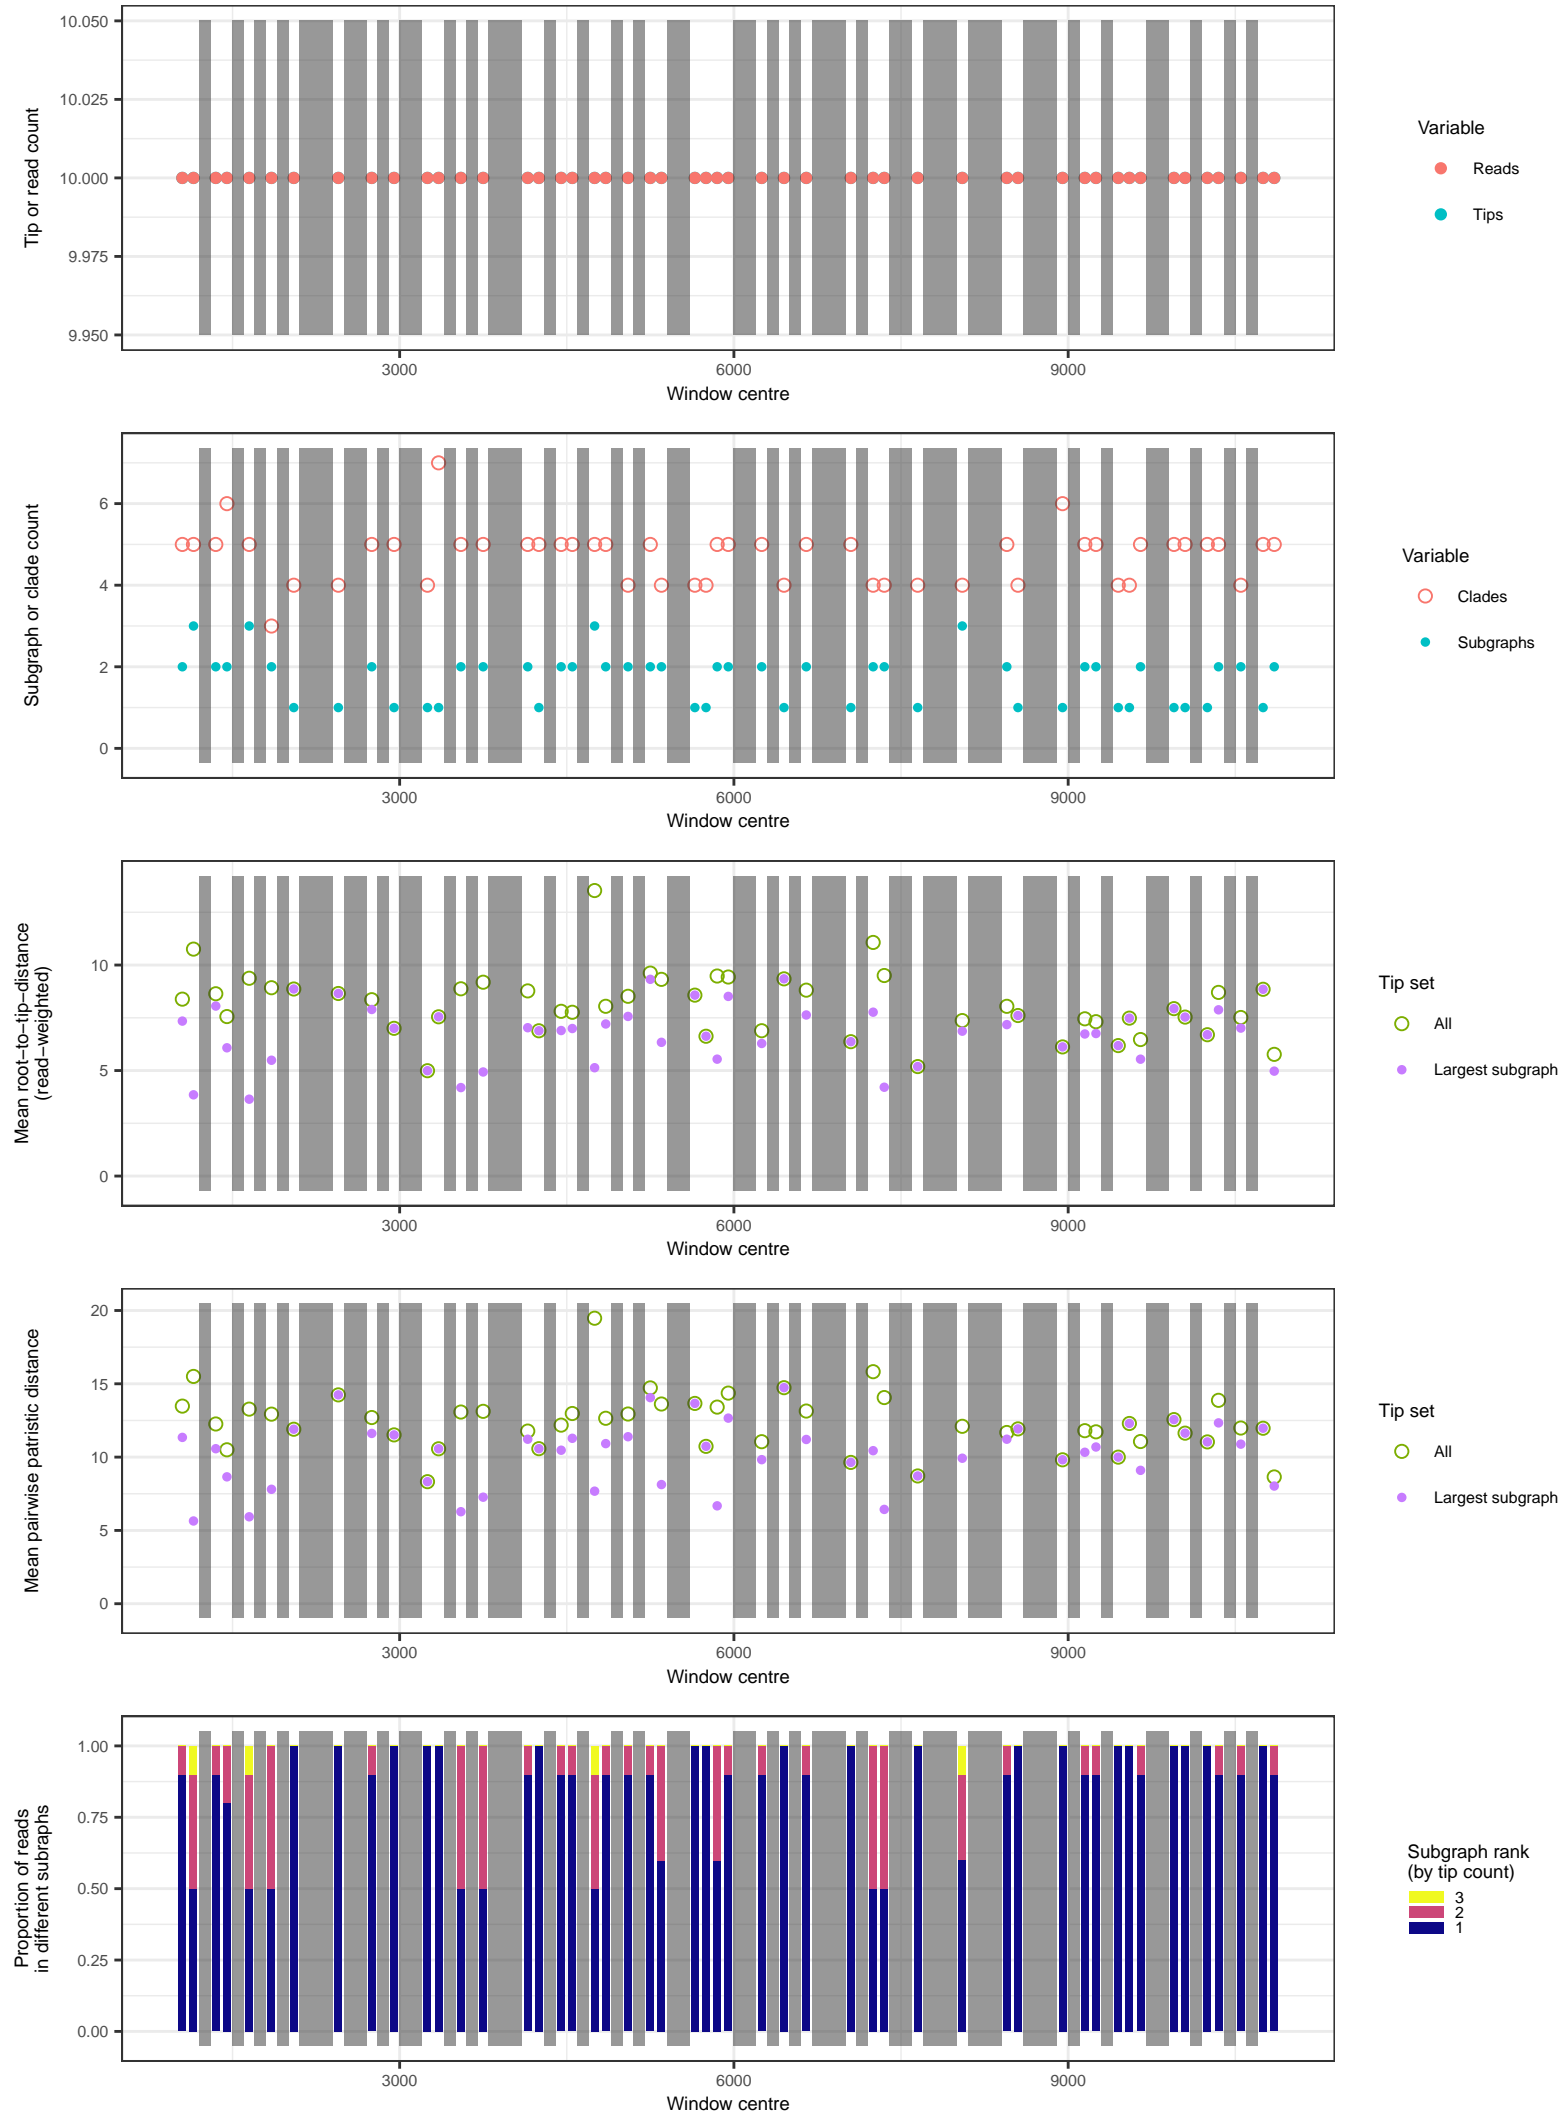 10.050
10.025
10.000
9.975
9.950
Tip or read count
3000
6000
9000
Window centre
Variable
Reads
Tips
6
4
2
0
Subgraph or clade count
3000
6000
9000
Window centre
Variable
Clades
Subgraphs
10
5
0
Mean root−to−tip−distance
(read−weighted)
3000
6000
9000
Window centre
Tip set
All
Largest subgraph
20
15
10
5
0
Mean pairwise patristic distance
3000
6000
9000
Window centre
Tip set
All
Largest subgraph
1.00
0.75
0.50
0.25
0.00
Proportion of reads
in different subraphs
3000
6000
9000
Window centre
Subgraph rank
(by tip count)
3
2
1